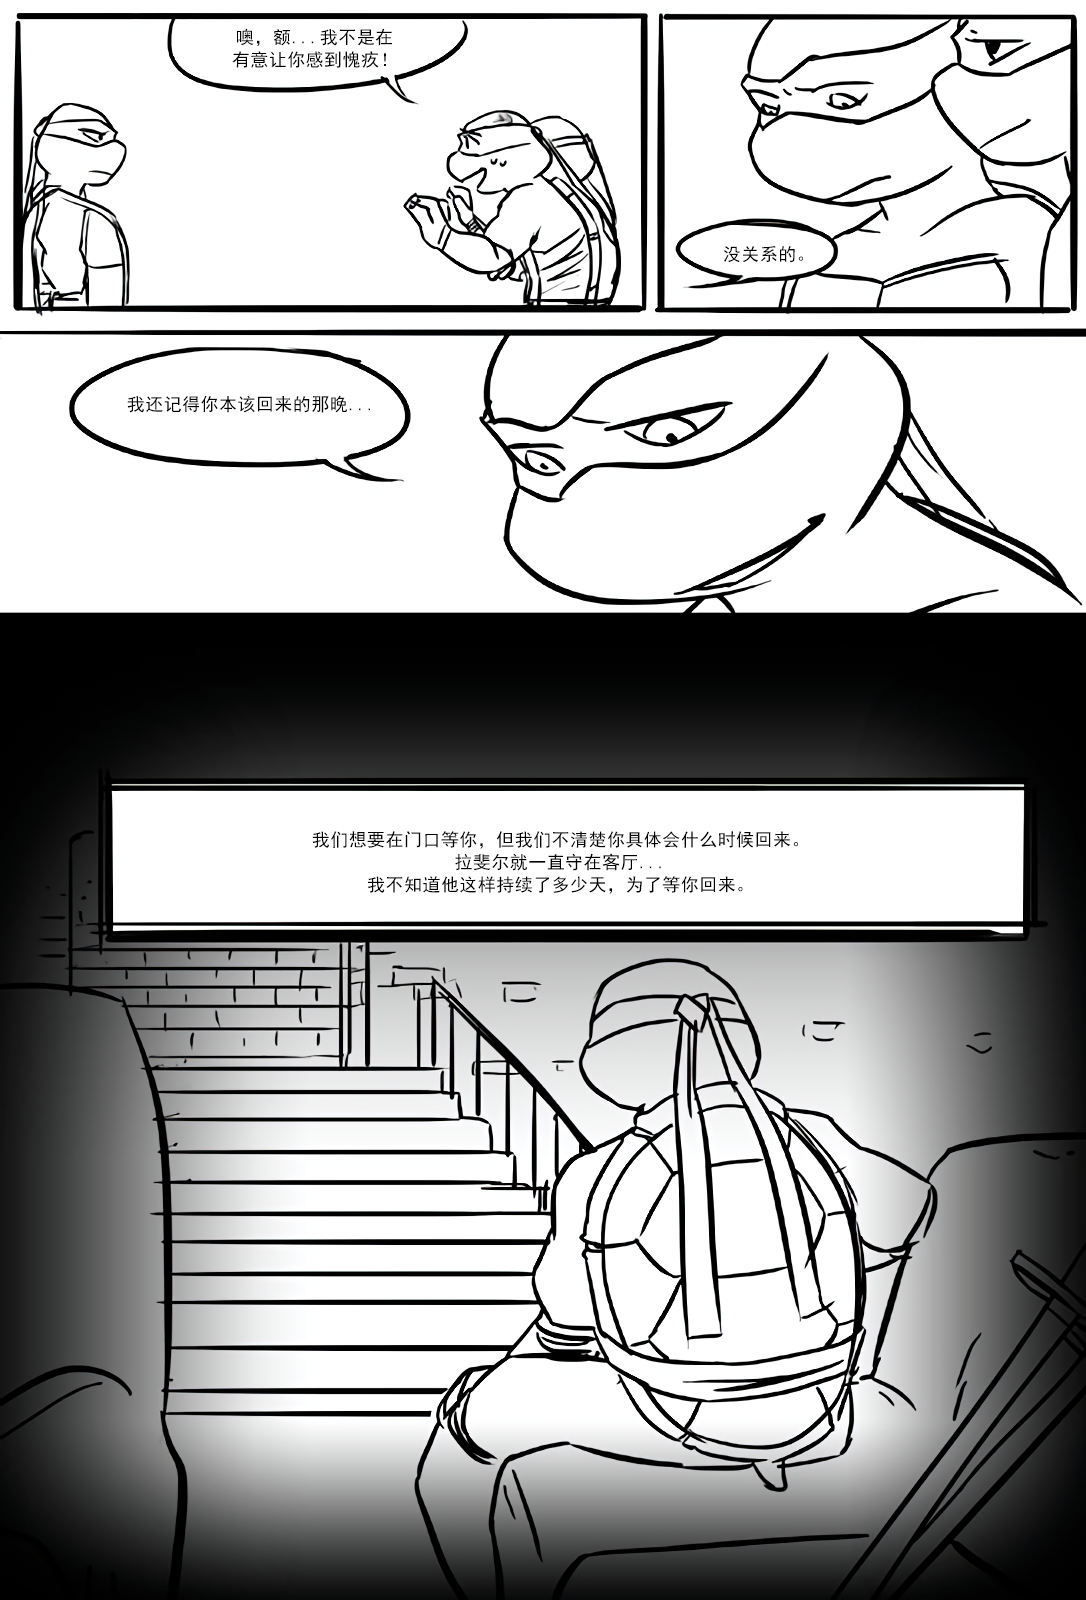 噢，额...我不是在
有意让你感到愧疚！
没关系的。
我还记得你本该回来的那晚...
我们想要在门口等你，但我们不清楚你具体会什么时候回来。
拉斐尔就一直守在客厅...
我不知道他这样持续了多少天，为了等你回来。